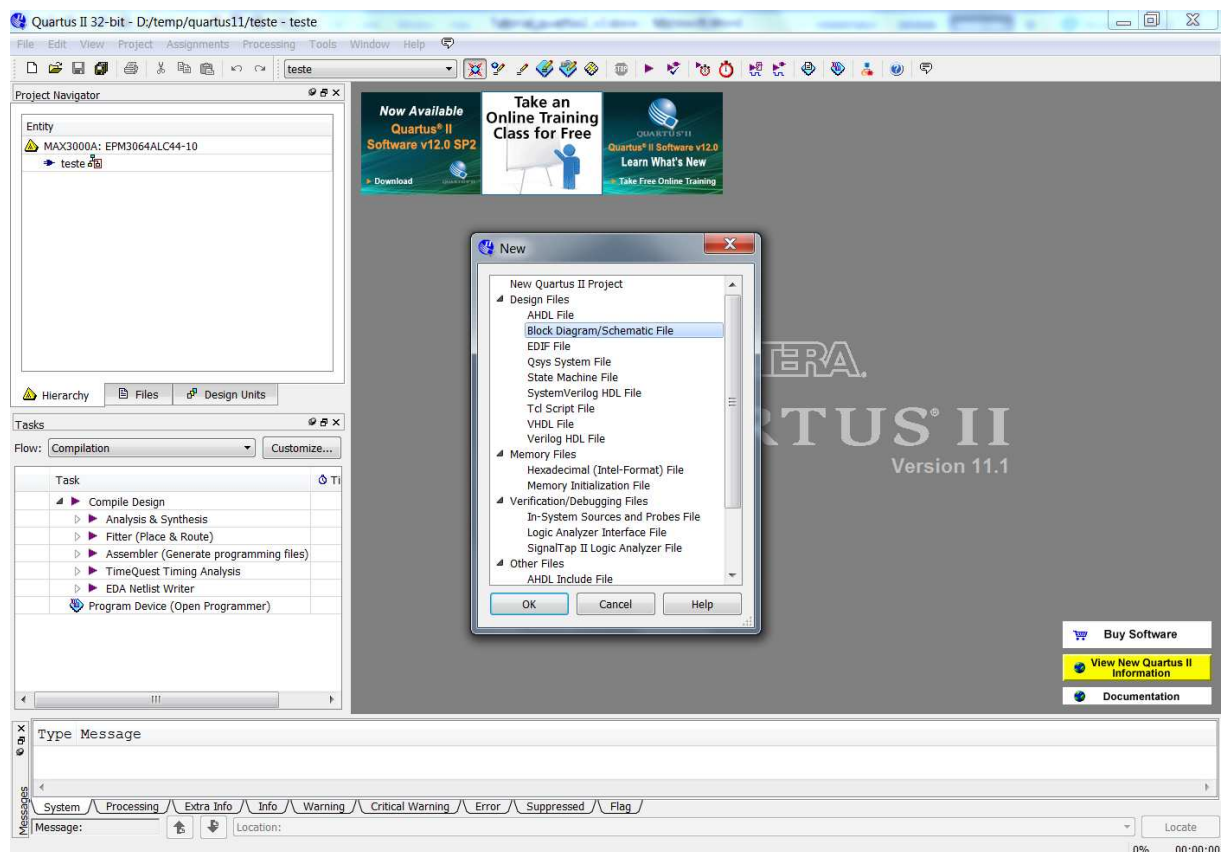 Quartus II 32-bit - D:/temp/quartus11/teste - teste
File Edit View Project Assignments Processing Tools Window Help
teste
Project Navigator
Entity
MAX3000A: EPM3064ALC44-10
teste
Hierarchy Files Design Units
Tasks
Flow: Compilation Customize...
Task Ti
Compile Design
Analysis & Synthesis
Fitter (Place & Route)
Assembler (Generate programming files)
TimeQuest Timing Analysis
EDA Netlist Writer
Program Device (Open Programmer)
Now Available
Quartus® II
Software v12.0 SP2
Download
Take an
Online Training
Class for Free
QUARTUS® II
Quartus® II Software v12.0
Learn What's New
Take Free Online Training
New
New Quartus II Project
Design Files
AHDL File
Block Diagram/Schematic File
EDIF File
Qsys System File
State Machine File
SystemVerilog HDL File
Tcl Script File
VHDL File
Verilog HDL File
Memory Files
Hexadecimal (Intel-Format) File
Memory Initialization File
Verification/Debugging Files
In-System Sources and Probes File
Logic Analyzer Interface File
SignalTap II Logic Analyzer File
Other Files
AHDL Include File
OK Cancel Help
TERA.
RTUS® II
Version 11.1
Buy Software
View New Quartus II
Information
Documentation
Messages
Type Message
System Processing Extra Info Info Warning Critical Warning Error Suppressed Flag
Message: Location: Locate
0% 00:00:00